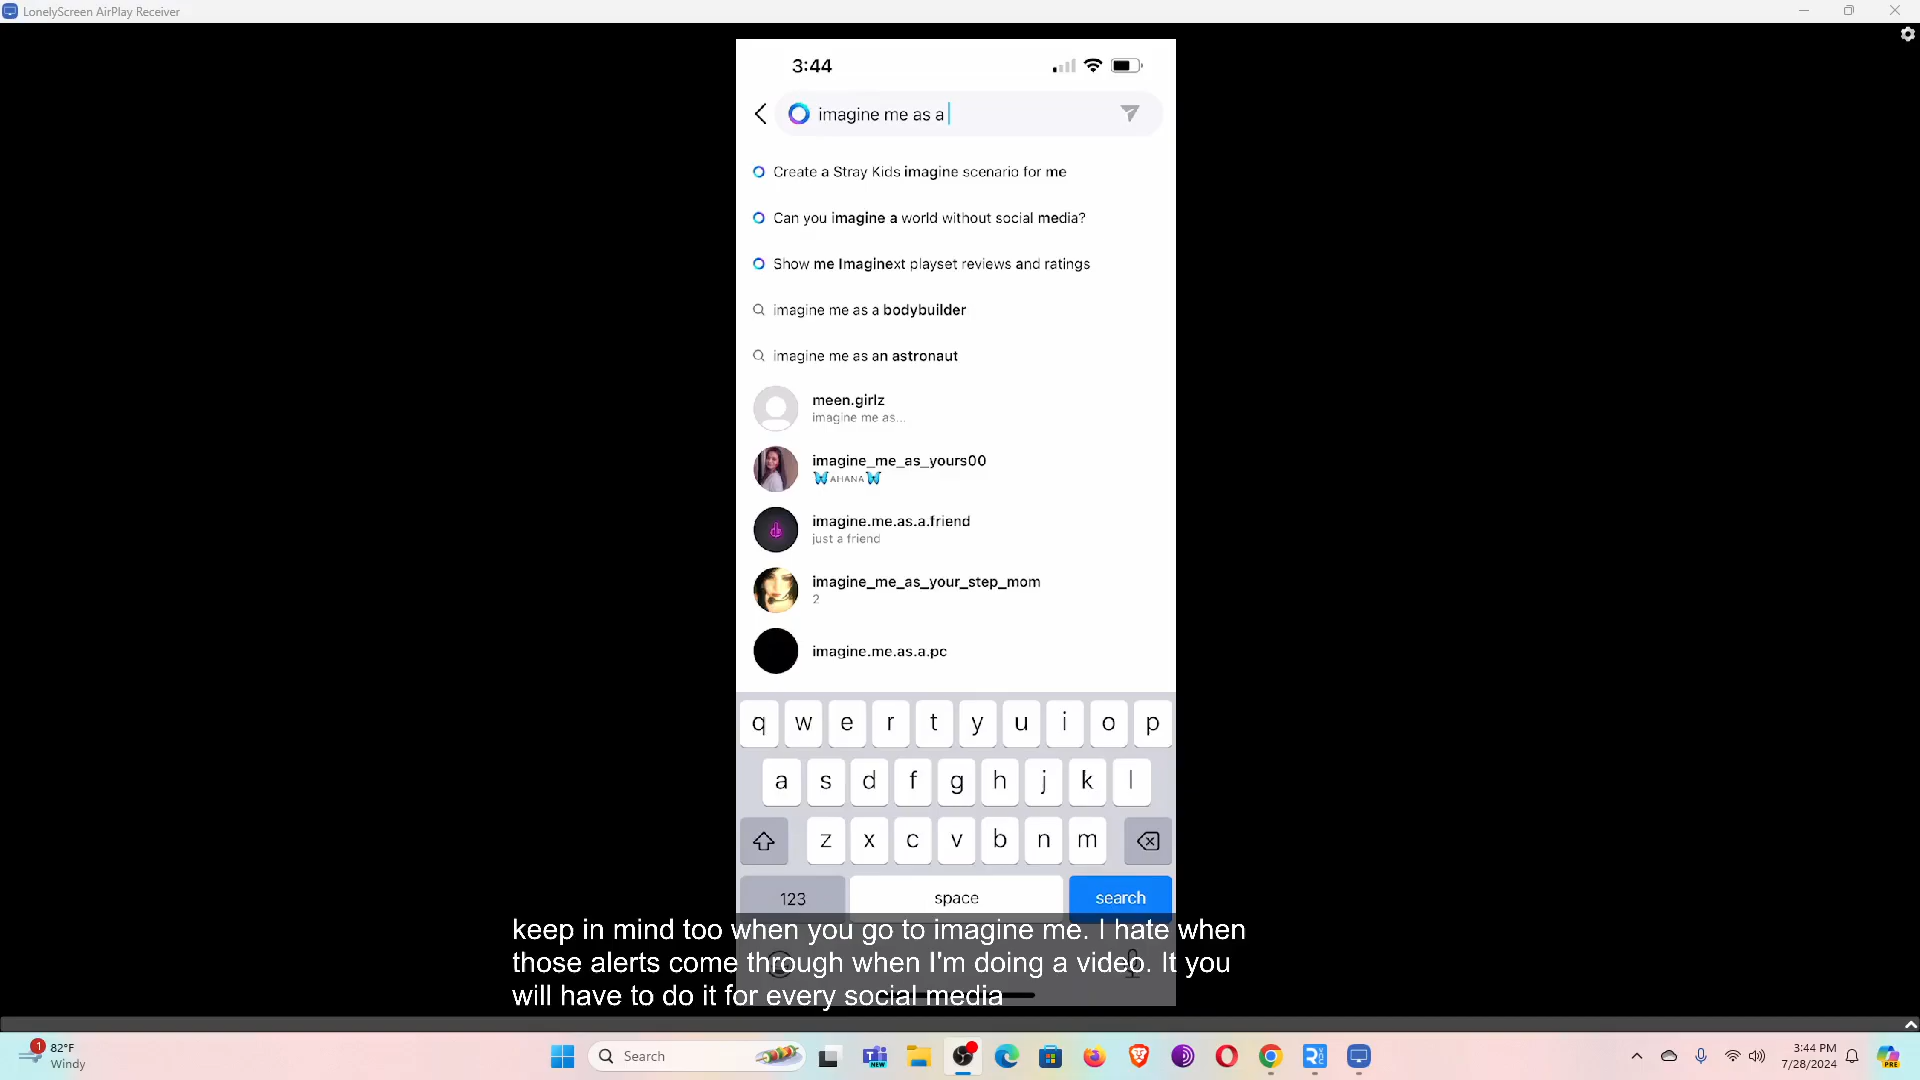 LonelyScreen AirPlay Receiver
3:44
imagine me as a
Create a Stray Kids imagine scenario for me
Can you imagine a world without social media?
Show me Imaginext playset reviews and ratings
imagine me as a bodybuilder
imagine me as an astronaut
meen.girlz
imagine me as...
imagine_me_as_yours00
🦋AHANA🦋
imagine.me.as.a.friend
just a friend
imagine_me_as_your_step_mom
2
imagine.me.as.a.pc
q w e r t y u i o p
a s d f g h j k l
z x c v b n m
123 space search
keep in mind too when you go to imagine me. I hate when
those alerts come through when I'm doing a video. It you
will have to do it for every social media
1
82°F
Windy
Search
NEW
3:44 PM
7/28/2024
PRE